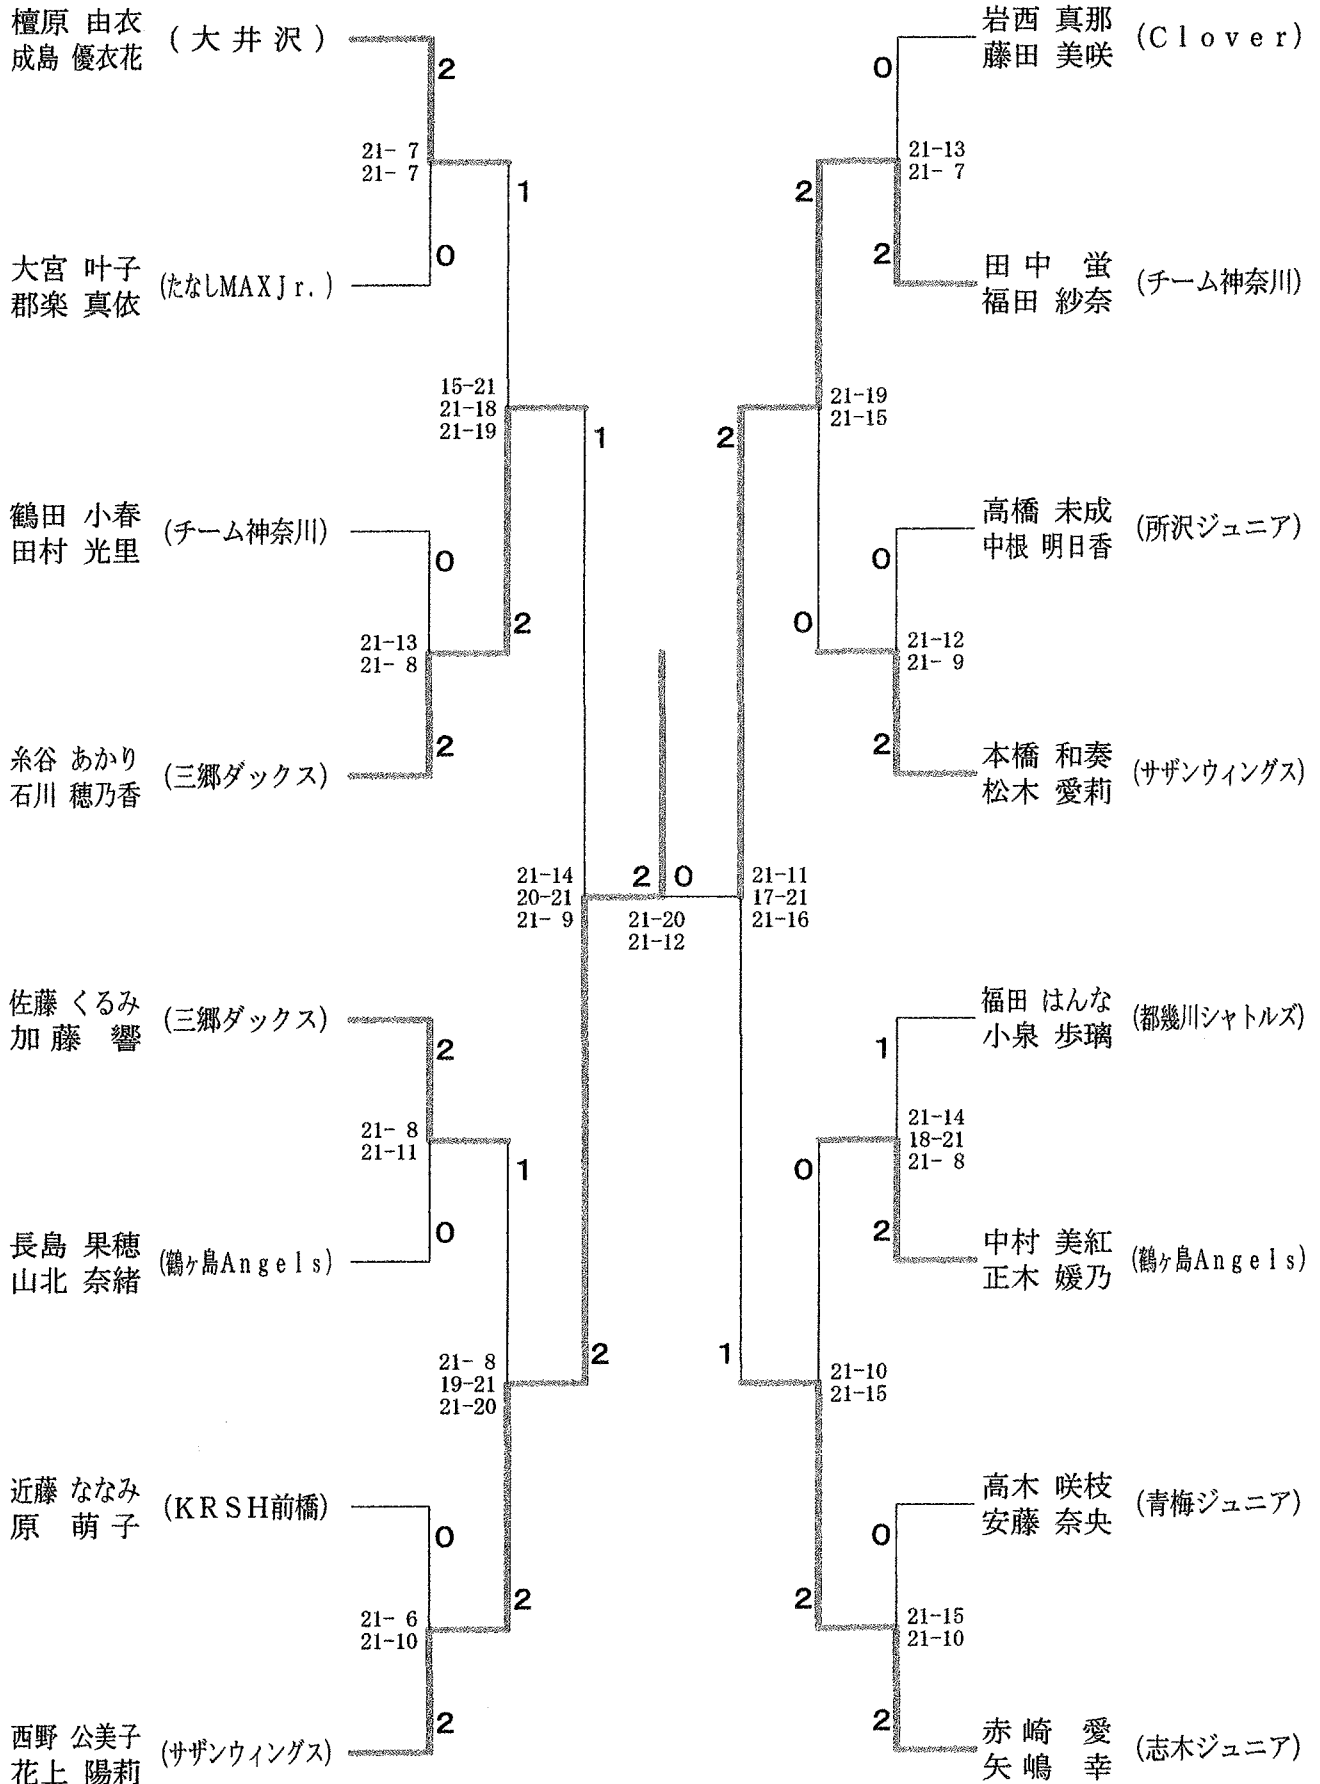 檀原 由衣
成島 優衣花
(大井沢)
2
21- 7
21- 7
1
0
大宮 叶子
郡楽 真依
(たなしMAXJr.)
15-21
21-18
21-19
1
鶴田 小春
田村 光里
(チーム神奈川)
0
21-13
21- 8
2
2
糸谷 あかり
石川 穂乃香
(三郷ダックス)
21-14
20-21
21- 9
佐藤 くるみ
加藤 響
(三郷ダックス)
2
21- 8
21-11
1
0
長島 果穂
山北 奈緒
(鶴ヶ島Angels)
21- 8
19-21
21-20
2
近藤 ななみ
原 萌子
(KRSH前橋)
0
21- 6
21-10
2
2
西野 公美子
花上 陽莉
(サザンウィングス)
2 0
21-20
21-12
岩西 真那
藤田 美咲
(Clover)
0
21-13
21- 7
2
2
田中 蛍
福田 紗奈
(チーム神奈川)
21-19
21-15
2
高橋 未成
中根 明日香
(所沢ジュニア)
0
21-12
21- 9
0
2
本橋 和奏
松木 愛莉
(サザンウィングス)
21-11
17-21
21-16
福田 はんな
小泉 歩璃
(都幾川シャトルズ)
1
21-14
18-21
21- 8
0
2
中村 美紅
正木 媛乃
(鶴ヶ島Angels)
1
21-10
21-15
高木 咲枝
安藤 奈央
(青梅ジュニア)
0
21-15
21-10
2
2
赤崎 愛
矢嶋 幸
(志木ジュニア)